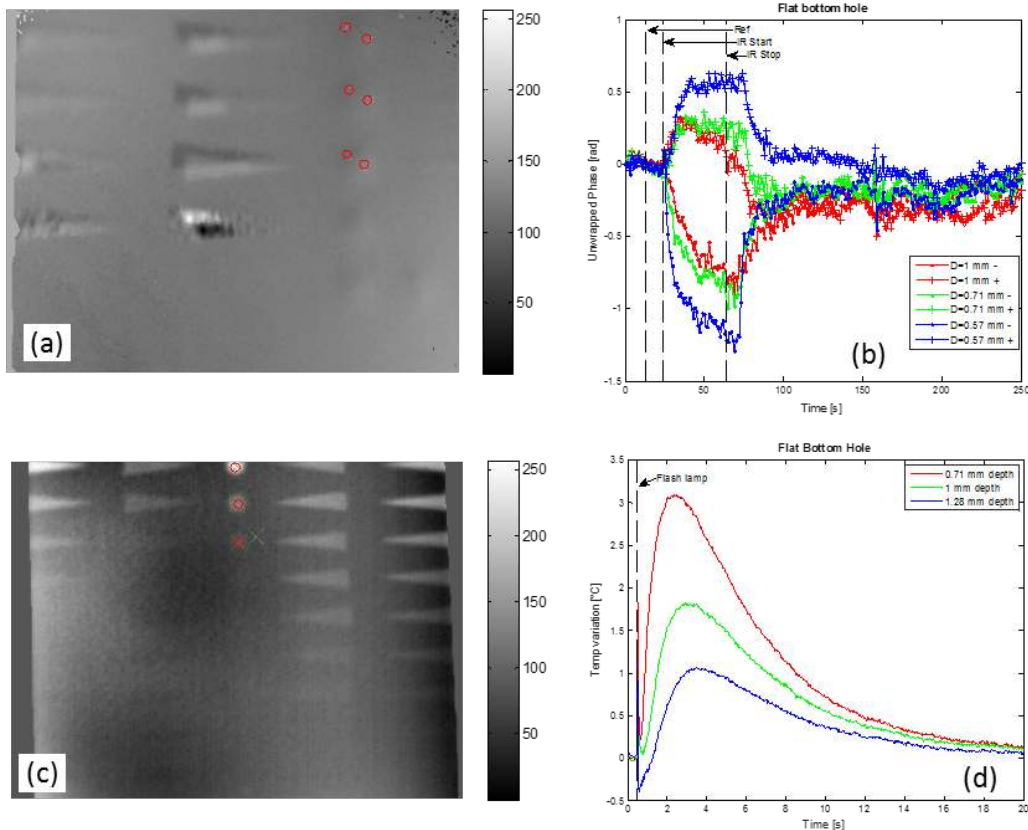 (a)
250
200
150
100
50
Flat bottom hole
Ref
IR Start
IR Stop
Unwrapped Phase [rad]
1
0.5
0
-0.5
-1
-1.5
0 50 100 150 200 250
Time [s]
D=1 mm -
D=1 mm +
D=0.71 mm -
D=0.71 mm +
D=0.57 mm -
D=0.57 mm +
(b)
(c)
250
200
150
100
50
Flat Bottom Hole
Flash lamp
0.71 mm depth
1 mm depth
1.28 mm depth
Temp variation [°C]
3.5
3
2.5
2
1.5
1
0.5
0
-0.5
0 2 4 6 8 10 12 14 16 18 20
Time [s]
(d)